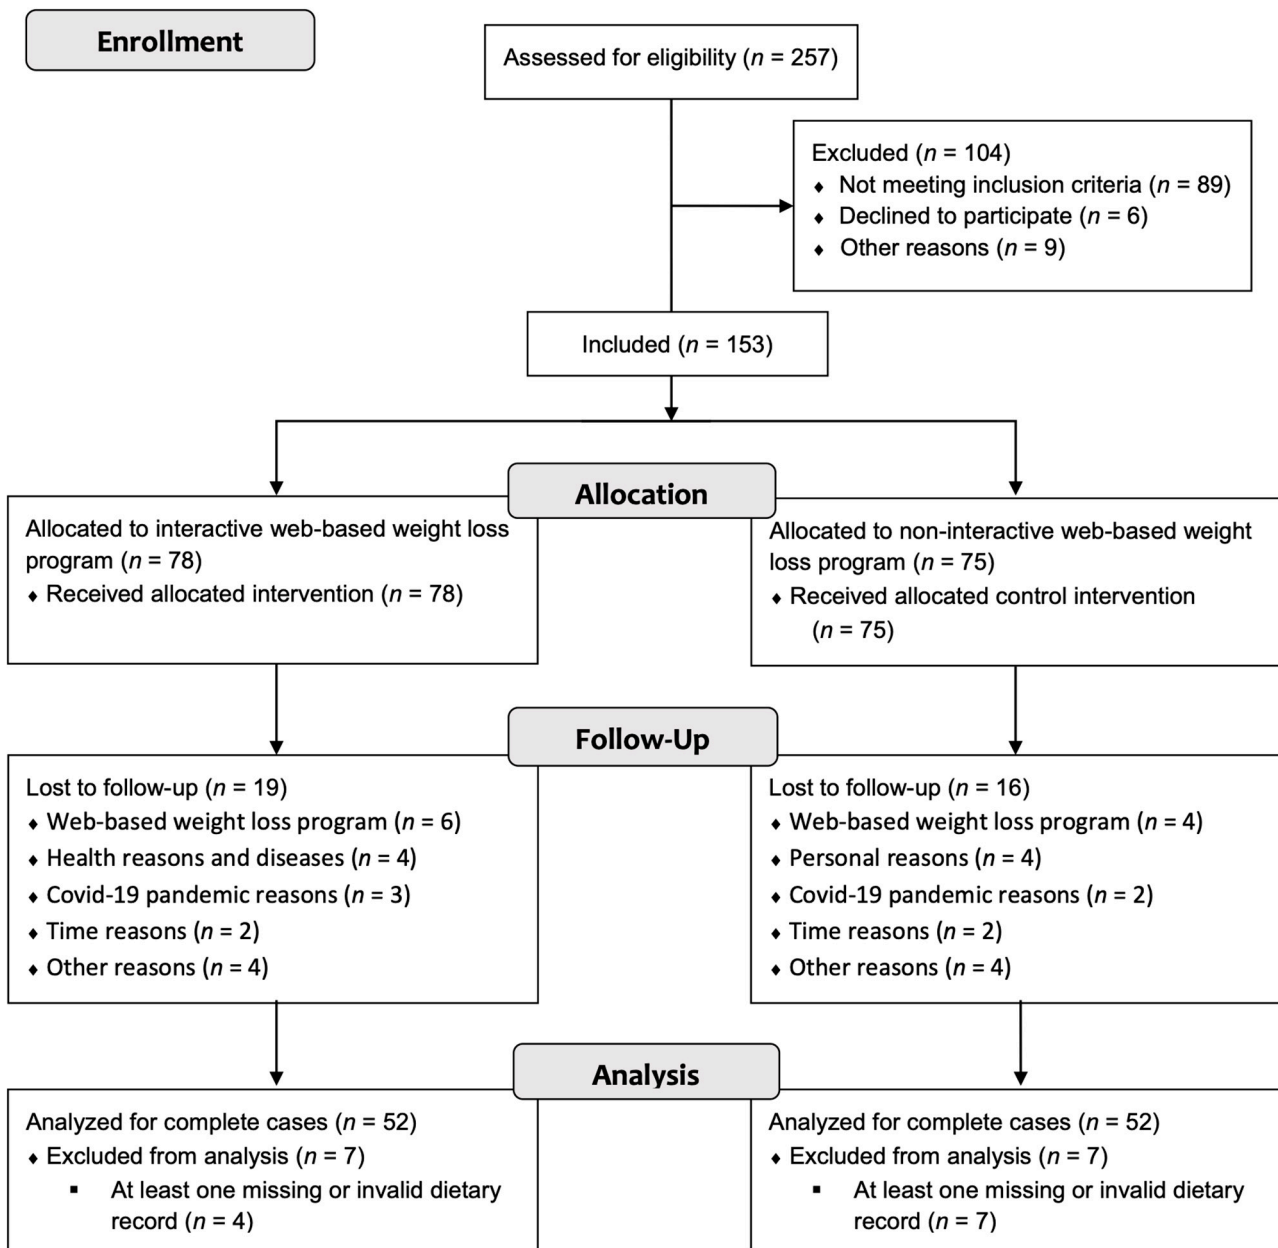 Enrollment
Assessed for eligibility (n = 257)
Excluded (n = 104)
♦ Not meeting inclusion criteria (n = 89)
♦ Declined to participate (n = 6)
♦ Other reasons (n = 9)
Included (n = 153)
Allocation
Allocated to interactive web-based weight loss
program (n = 78)
♦ Received allocated intervention (n = 78)
Allocated to non-interactive web-based weight
loss program (n = 75)
♦ Received allocated control intervention
(n = 75)
Follow-Up
Lost to follow-up (n = 19)
♦ Web-based weight loss program (n = 6)
♦ Health reasons and diseases (n = 4)
♦ Covid-19 pandemic reasons (n = 3)
♦ Time reasons (n = 2)
♦ Other reasons (n = 4)
Lost to follow-up (n = 16)
♦ Web-based weight loss program (n = 4)
♦ Personal reasons (n = 4)
♦ Covid-19 pandemic reasons (n = 2)
♦ Time reasons (n = 2)
♦ Other reasons (n = 4)
Analysis
Analyzed for complete cases (n = 52)
♦ Excluded from analysis (n = 7)
▪ At least one missing or invalid dietary
record (n = 4)
Analyzed for complete cases (n = 52)
♦ Excluded from analysis (n = 7)
▪ At least one missing or invalid dietary
record (n = 7)